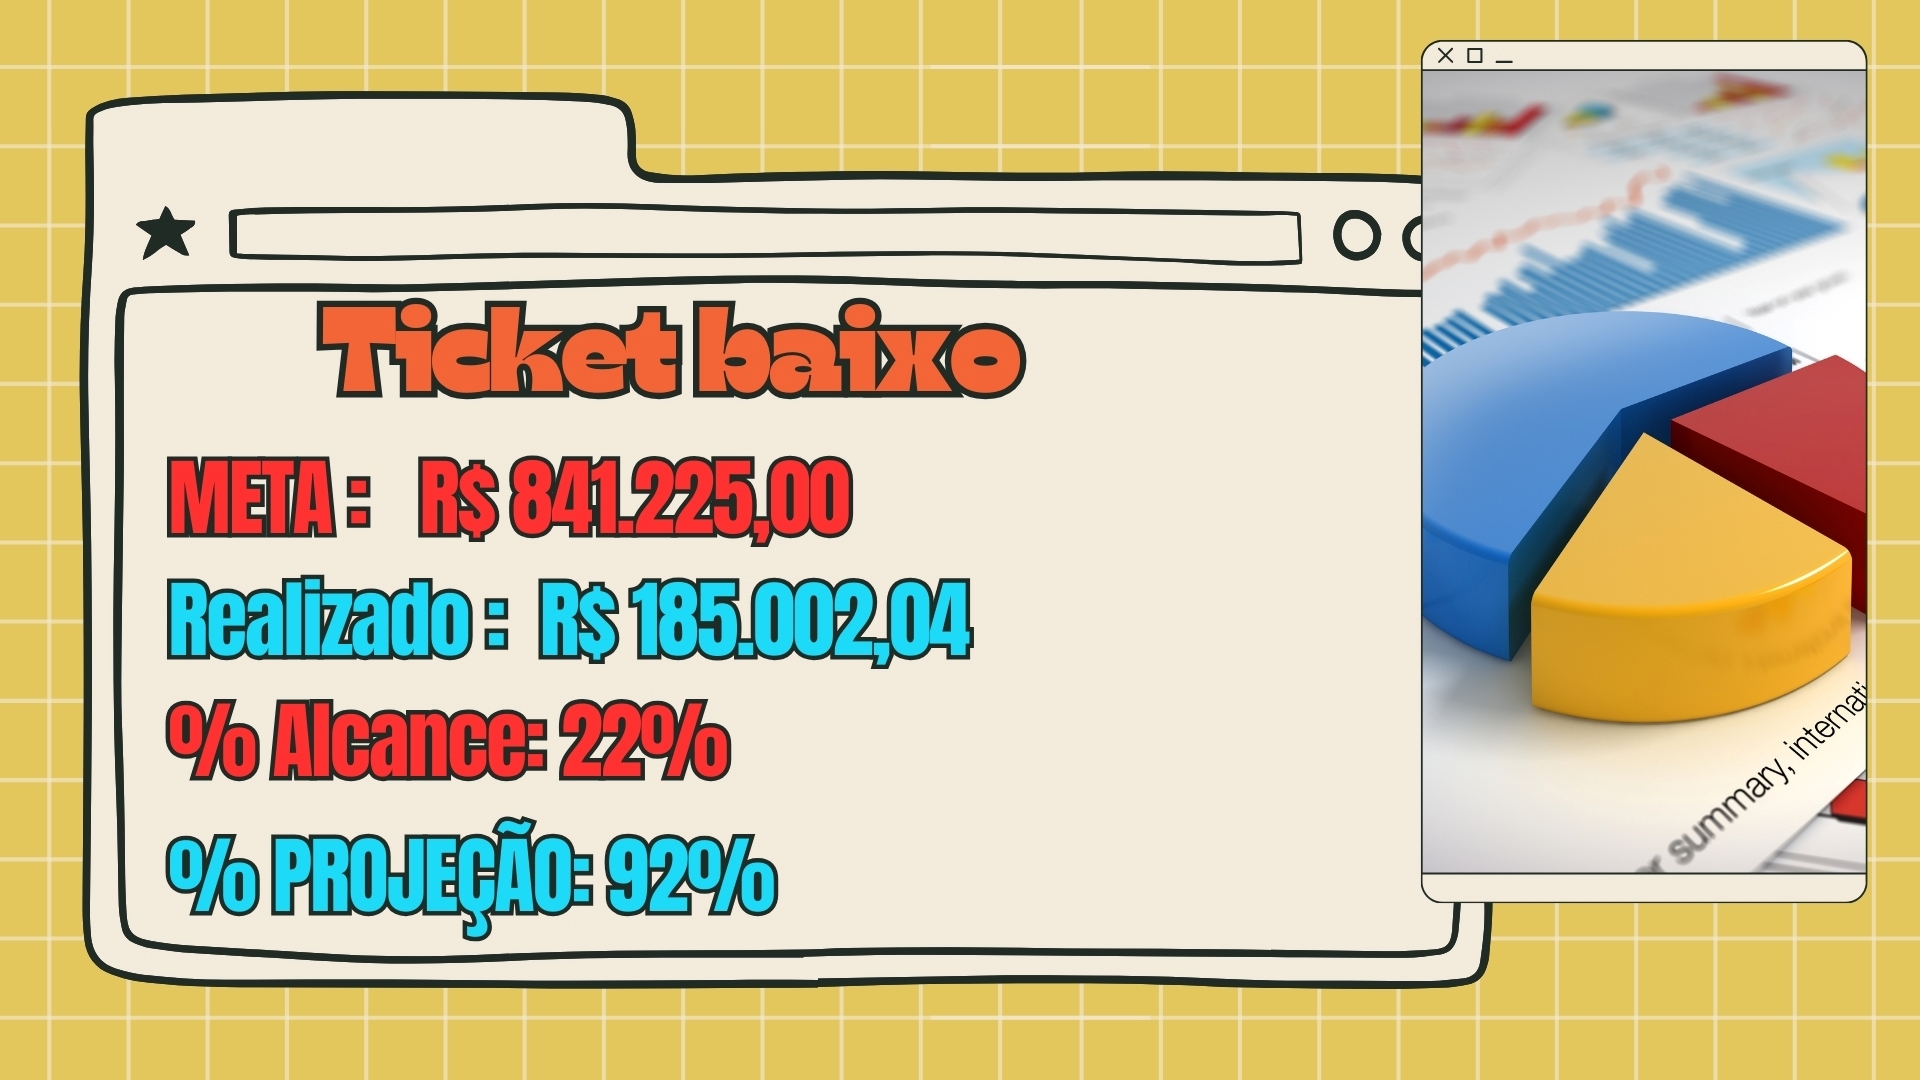 Ticket baixo
META : R$ 841.225,00
Realizado : R$ 185.002,04
% Alcance: 22%
% PROJEÇÃO: 92%
summary, internati